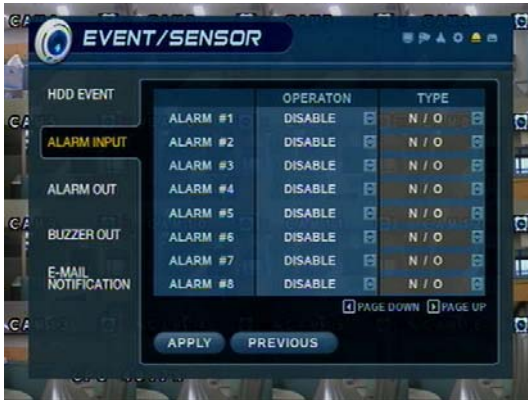 EVENT/SENSOR
HDD EVENT
ALARM INPUT
ALARM OUT
BUZZER OUT
E-MAIL
NOTIFICATION
OPERATON TYPE
ALARM #1 DISABLE N / O
ALARM #2 DISABLE N / O
ALARM #3 DISABLE N / O
ALARM #4 DISABLE N / O
ALARM #5 DISABLE N / O
ALARM #6 DISABLE N / O
ALARM #7 DISABLE N / O
ALARM #8 DISABLE N / O
PAGE DOWN PAGE UP
APPLY PREVIOUS